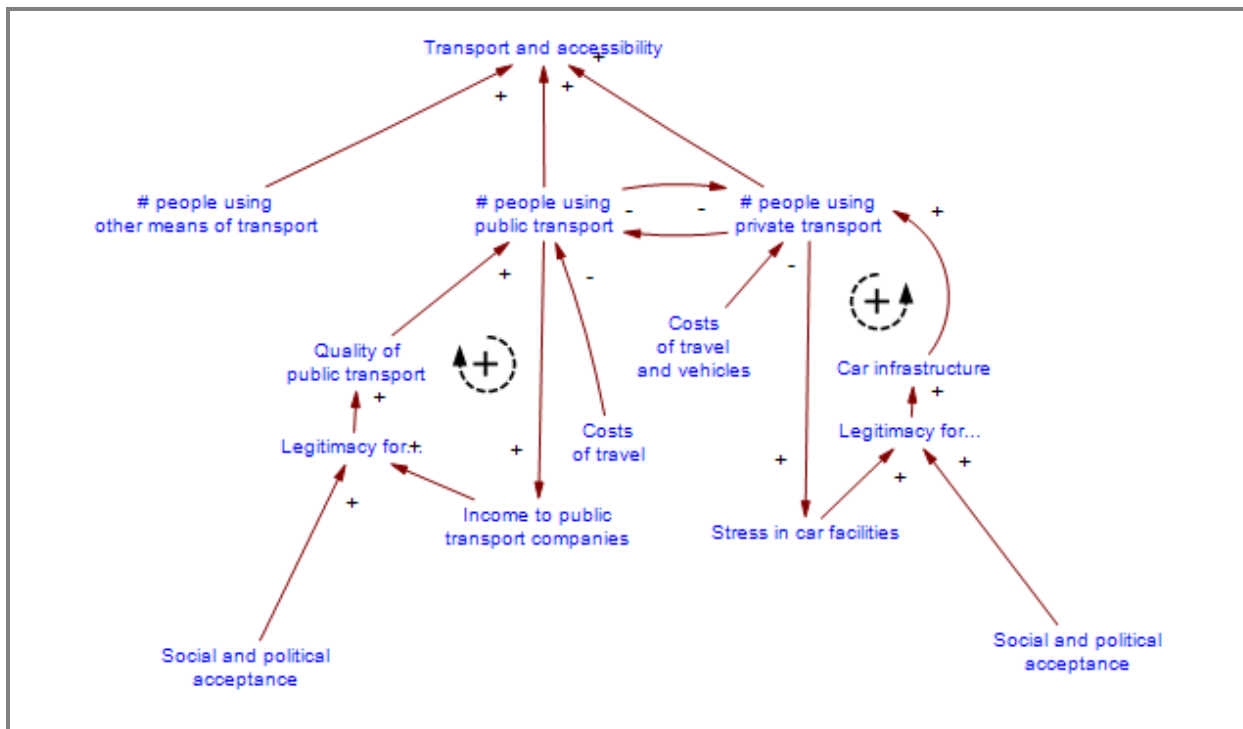 Transport and accessibility
+
+
+
# people using
other means of transport
# people using
public transport
-
-
# people using
private transport
+
+
-
-
Costs
of travel
and vehicles
+
Quality of
public transport
+
Car infrastructure
+
+
Legitimacy for...
+
+
Costs
of travel
Legitimacy for...
+
+
+
+
Income to public
transport companies
Stress in car facilities
Social and political
acceptance
Social and political
acceptance